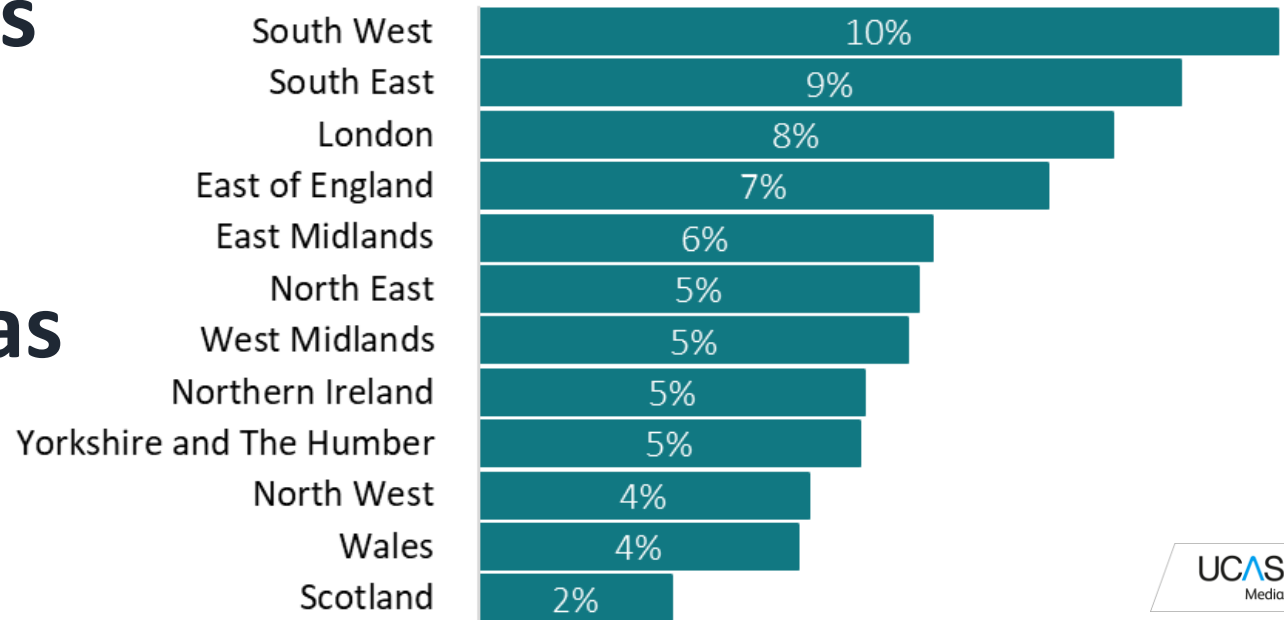 s
as
South West 10%
South East 9%
London 8%
East of England 7%
East Midlands 6%
North East 5%
West Midlands 5%
Northern Ireland 5%
Yorkshire and The Humber 5%
North West 4%
Wales 4%
Scotland 2%
UCAS
Media